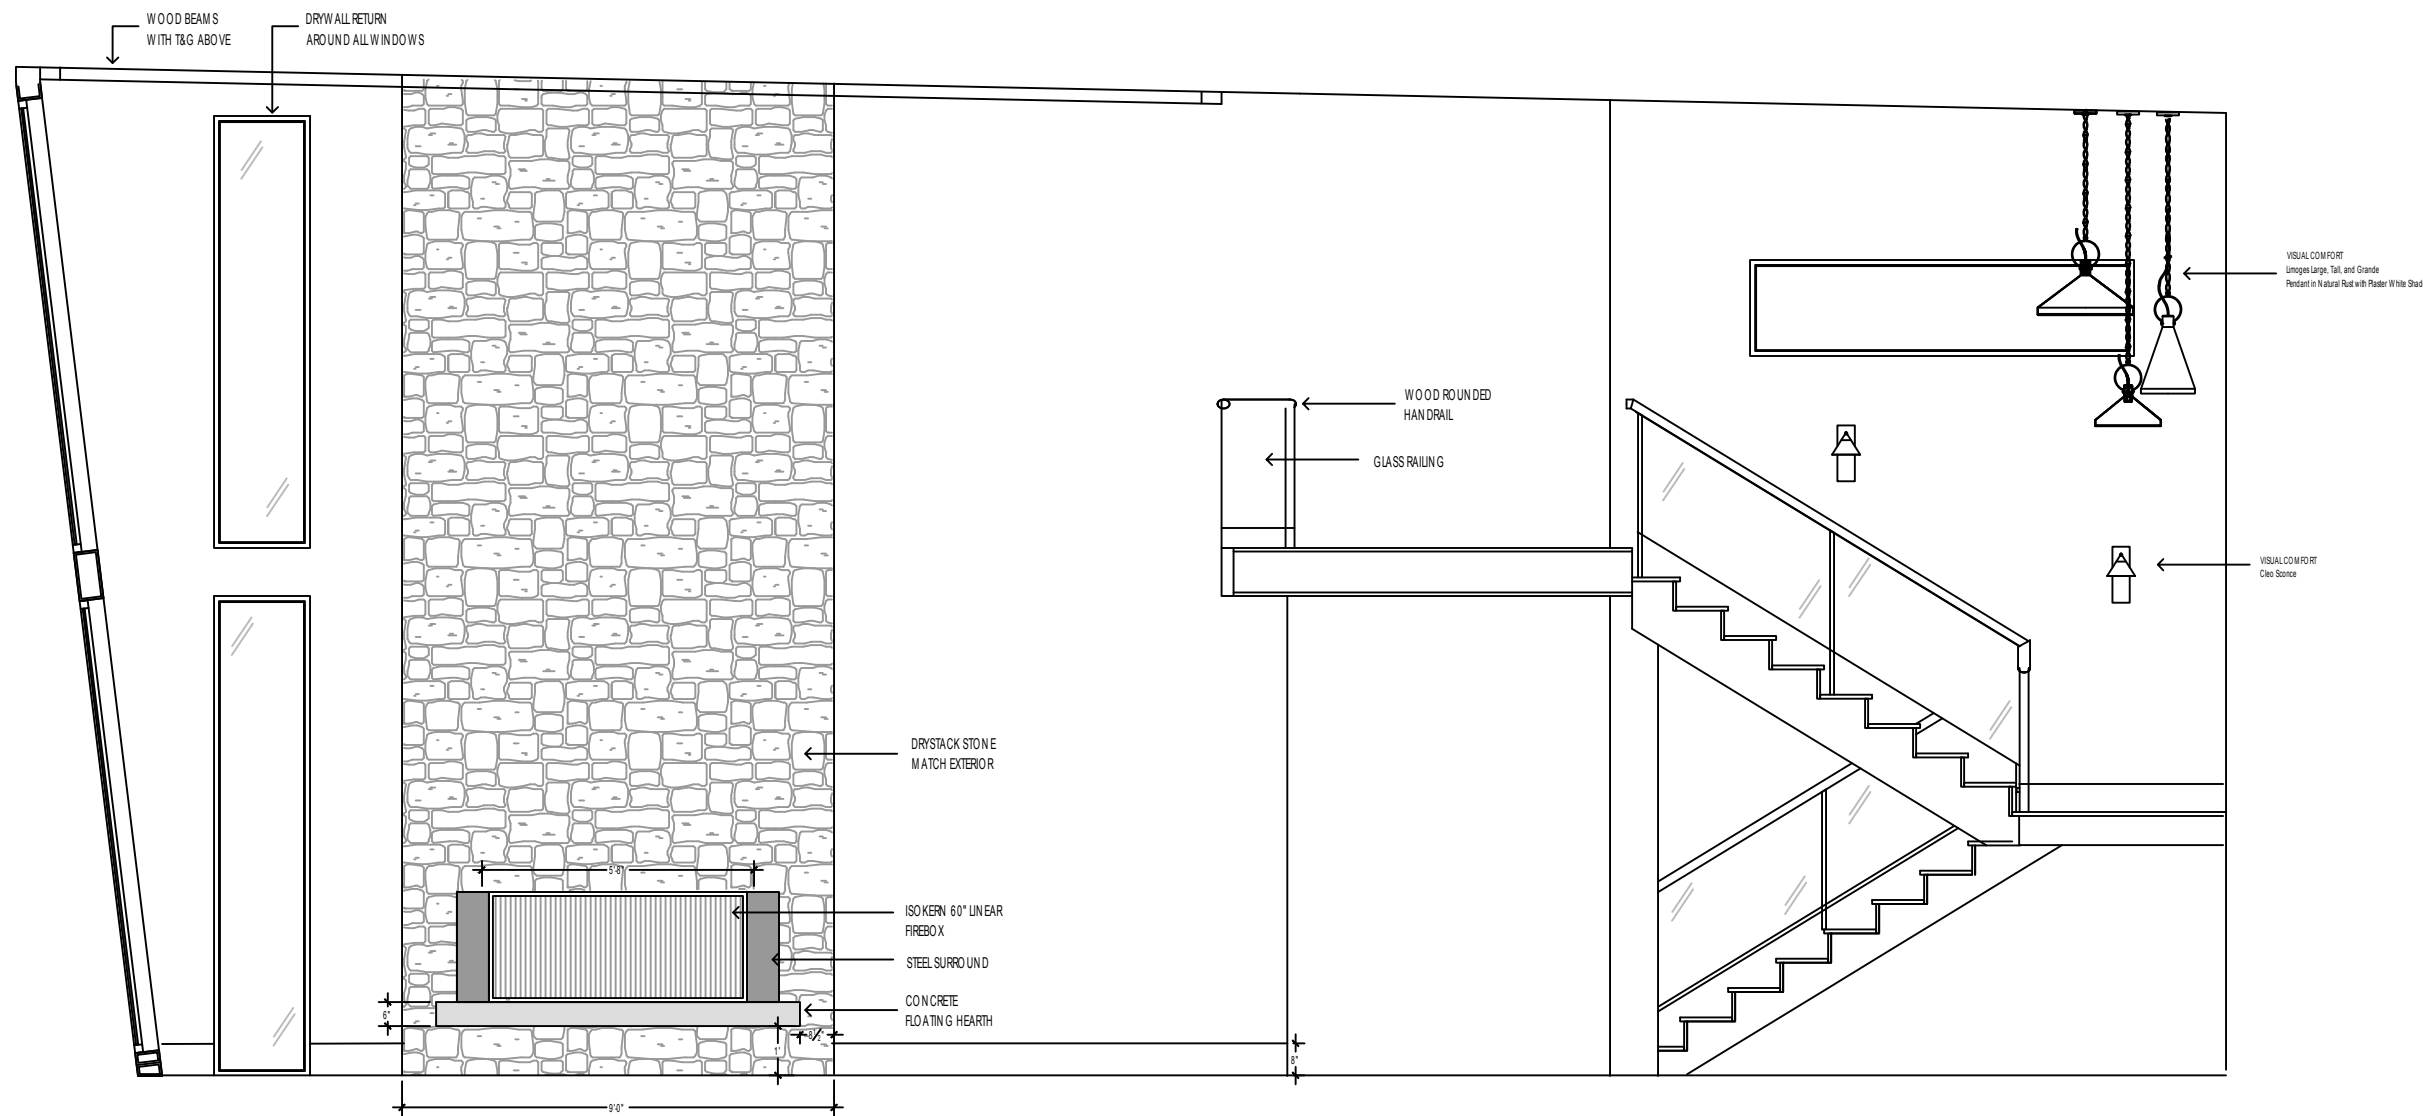 WOOD BEAMS
WITH T&G ABOVE
DRYWALL RETURN
AROUND ALL WINDOWS
VISUAL COMFORT
Limoges Large, Tall, and Grande
Pendant in Natural Rust with Plaster White Shad
WOOD ROUNDED
HANDRAIL
GLASS RAILING
VISUAL COMFORT
Cleo Sconce
DRYSTACK STONE
MATCH EXTERIOR
5'-8"
ISOKERN 60" LINEAR
FIREBOX
STEEL SURROUND
CONCRETE
FLOATING HEARTH
6"
8½"
1'
8"
9'-0"